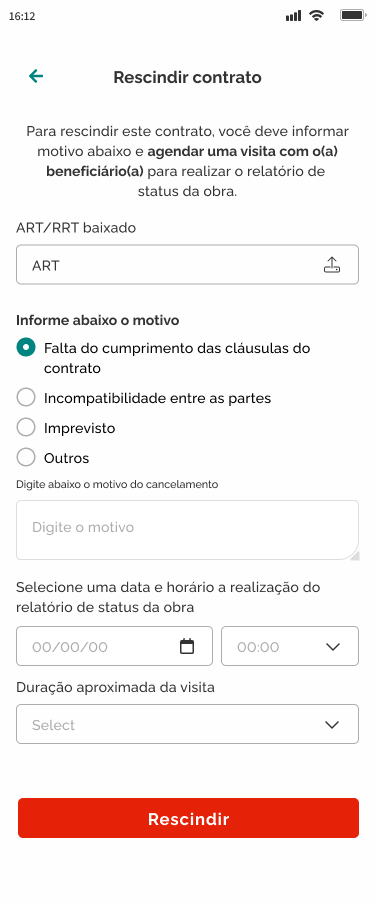 16:12
Rescindir contrato
Para rescindir este contrato, você deve informar
motivo abaixo e agendar uma visita com o(a)
beneficiário(a) para realizar o relatório de
status da obra.
ART/RRT baixado
ART
Informe abaixo o motivo
Falta do cumprimento das cláusulas do
contrato
Incompatibilidade entre as partes
Imprevisto
Outros
Digite abaixo o motivo do cancelamento
Digite o motivo
Selecione uma data e horário a realização do
relatório de status da obra
00/00/00
00:00
Duração aproximada da visita
Select
Rescindir